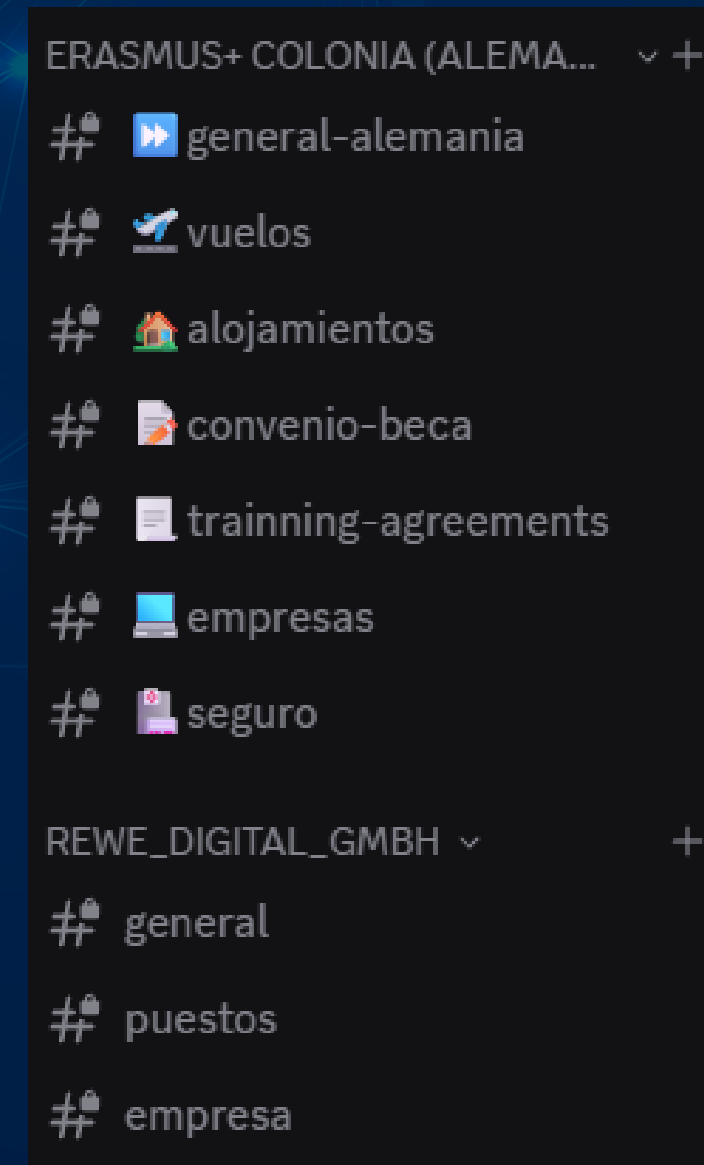 ERASMUS+ COLONIA (ALEMA...
general-alemania
vuelos
alojamientos
convenio-beca
trainning-agreements
empresas
seguro
REWE_DIGITAL_GMBH
general
puestos
empresa